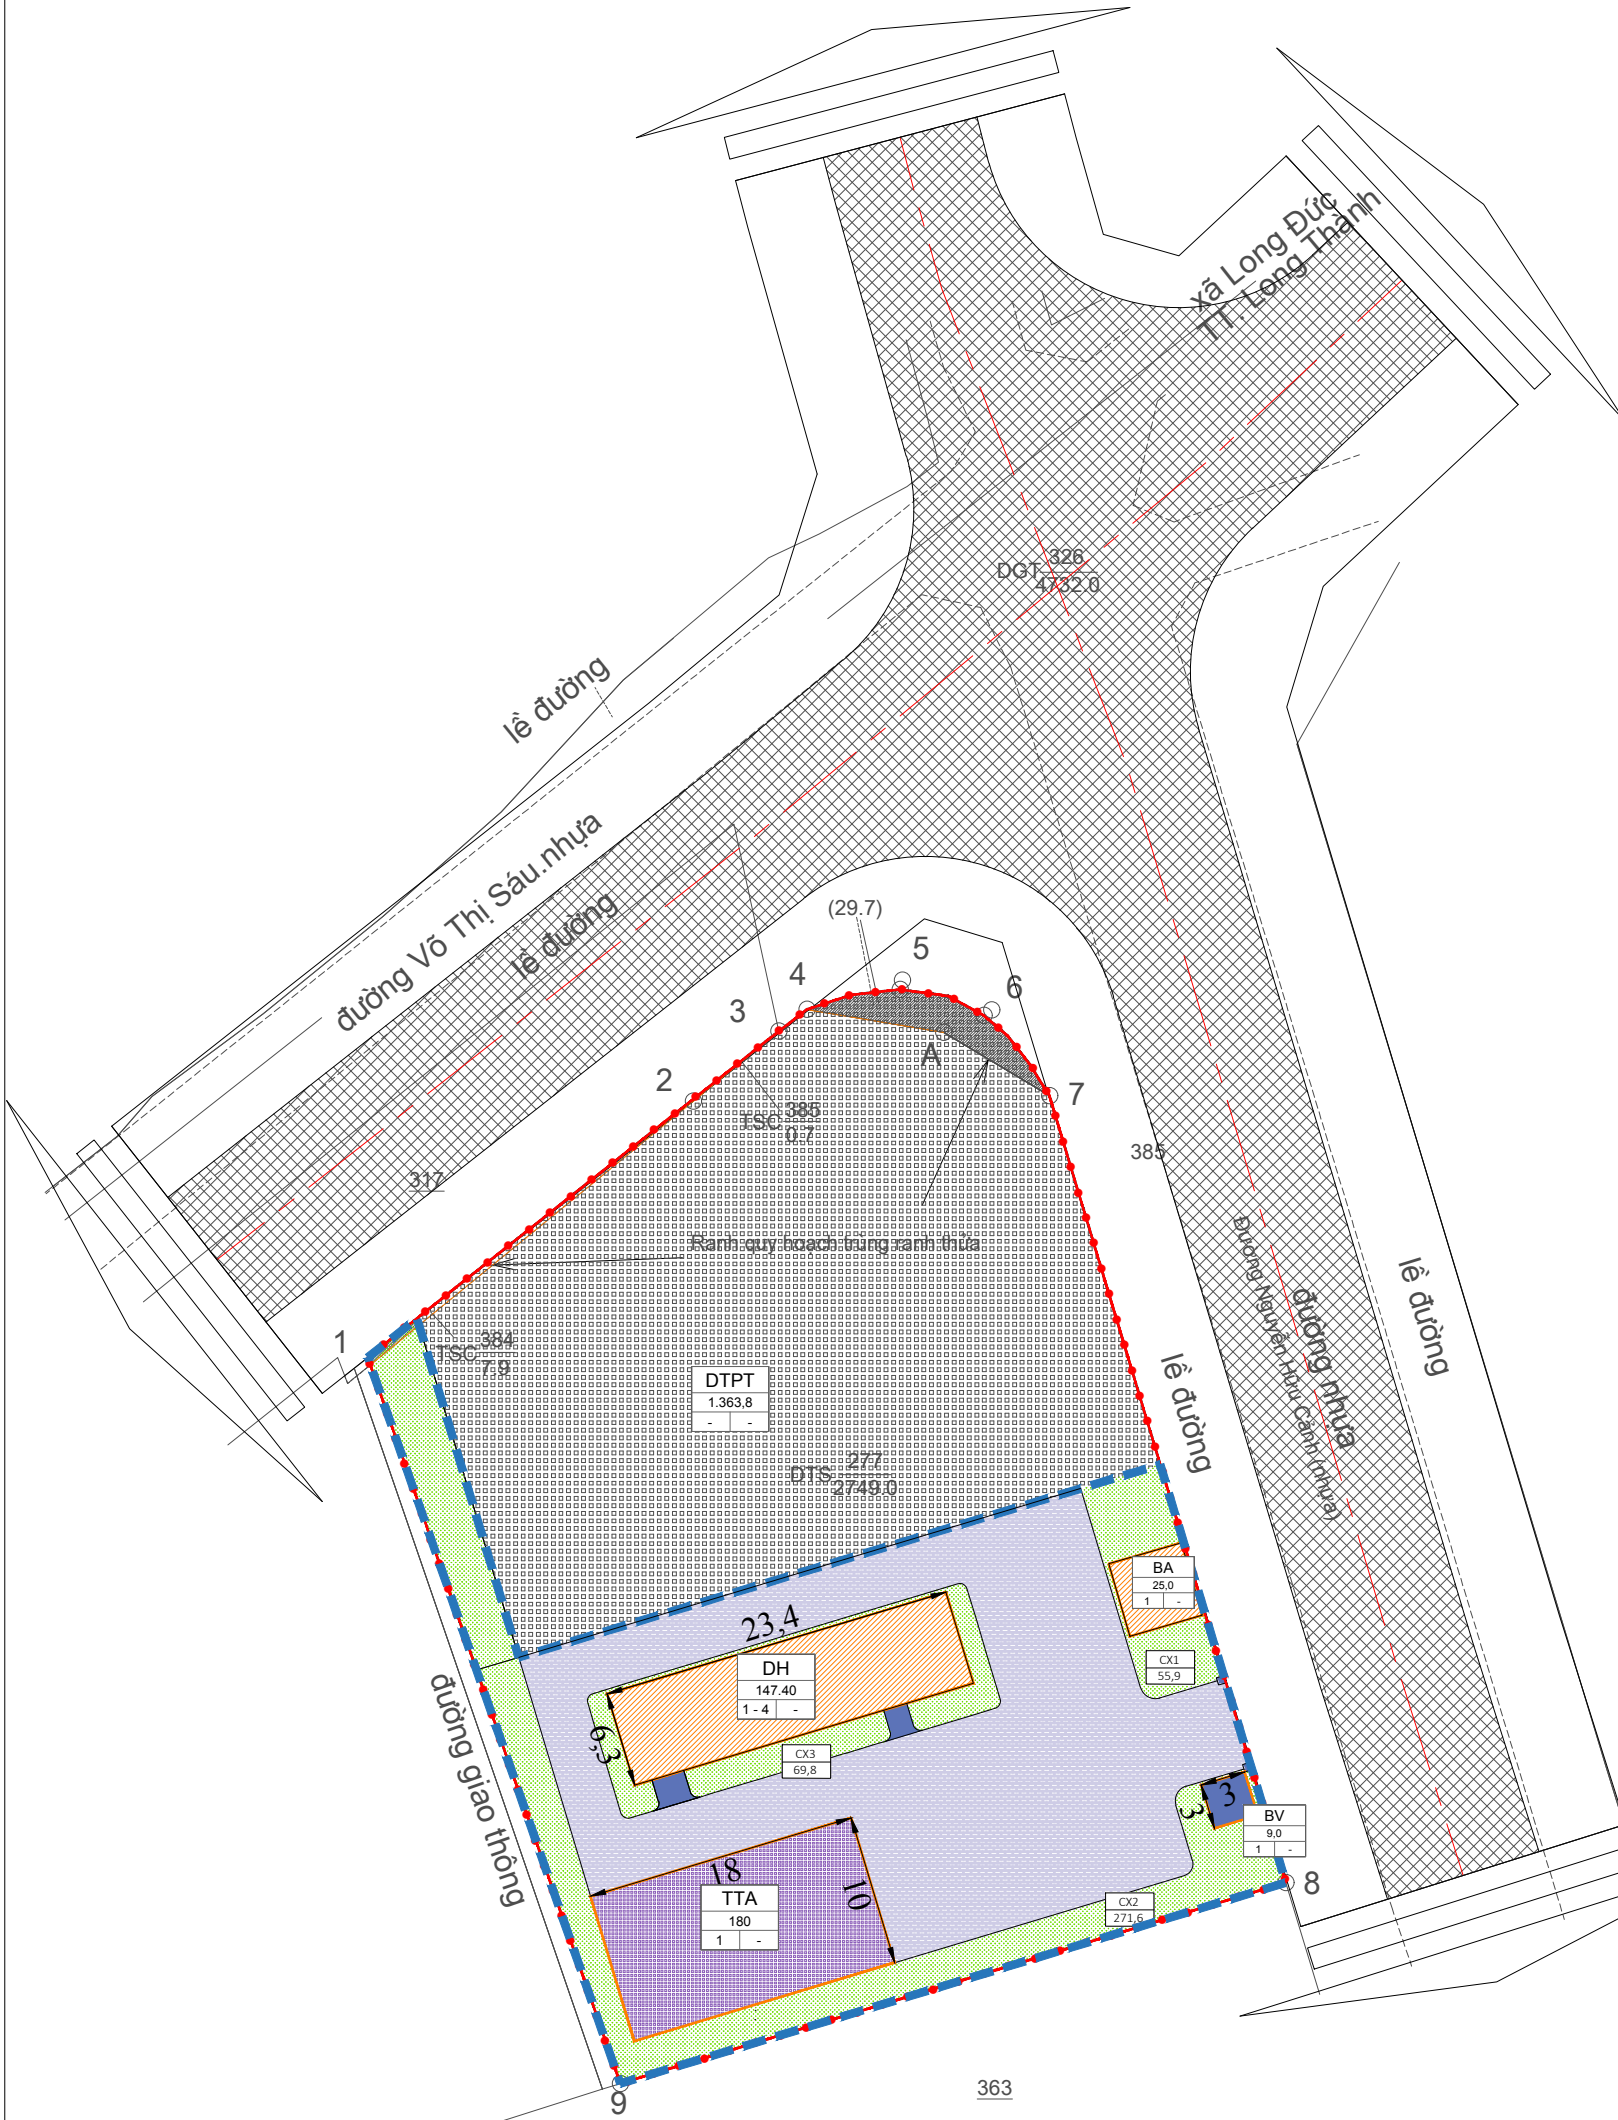 xã Long Đức
TT. Long Thành
DGT 326
4732.0
lề đường
đường Võ Thị Sáu.nhựa
lề đường
(29.7)
5
4
6
3
A
2
7
TSC 385
0.7
385
317
Ranh quy hoạch trùng ranh thửa
Đường Nguyễn Hữu Cảnh (nhựa)
đường nhựa
lề đường
1
TSC 384
7.9
lề đường
DTPT
1.363,8
- -
DTS 277
2749.0
BA
25,0
1 -
23,4
DH
147.40
1 - 4 -
CX1
55,9
6,3
CX3
69,8
đường giao thông
3
3
BV
9,0
1 -
18
10
TTA
180
1 -
8
CX2
271,6
363
9